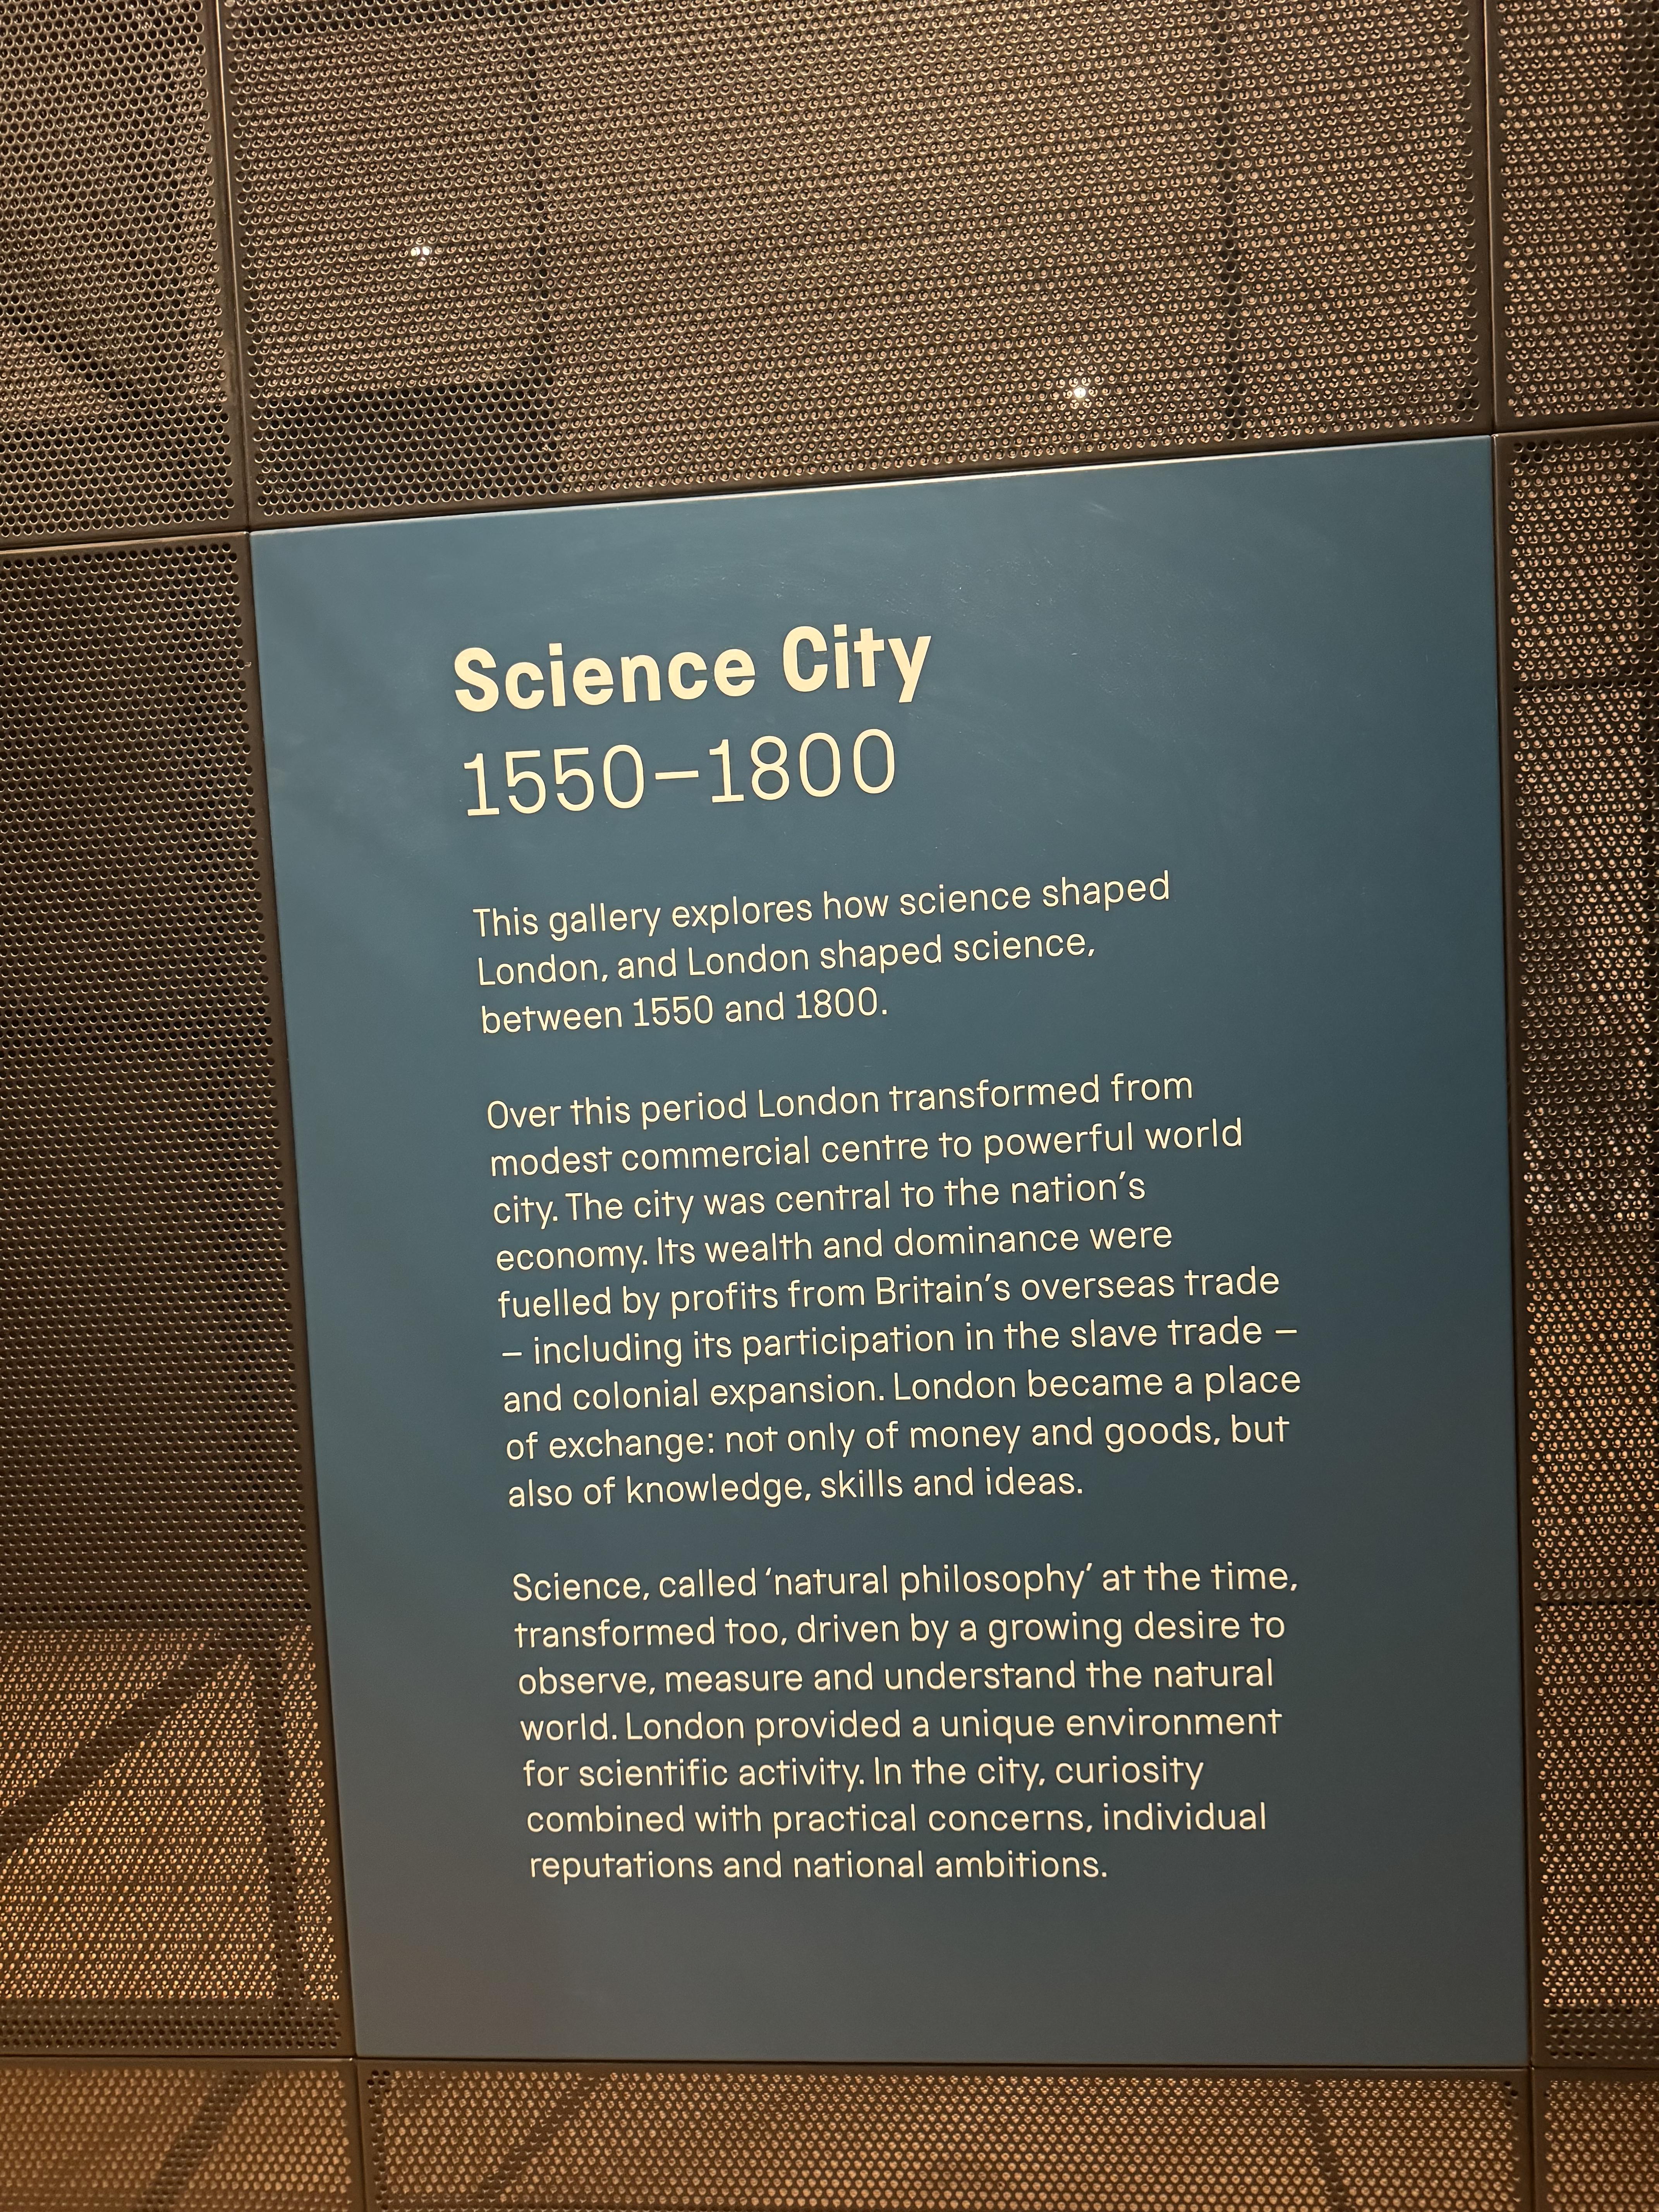 Science City
1550–1800
This gallery explores how science shaped
London, and London shaped science,
between 1550 and 1800.
Over this period London transformed from
modest commercial centre to powerful world
city. The city was central to the nation’s
economy. Its wealth and dominance were
fuelled by profits from Britain’s overseas trade
– including its participation in the slave trade –
and colonial expansion. London became a place
of exchange: not only of money and goods, but
also of knowledge, skills and ideas.
Science, called ‘natural philosophy’ at the time,
transformed too, driven by a growing desire to
observe, measure and understand the natural
world. London provided a unique environment
for scientific activity. In the city, curiosity
combined with practical concerns, individual
reputations and national ambitions.